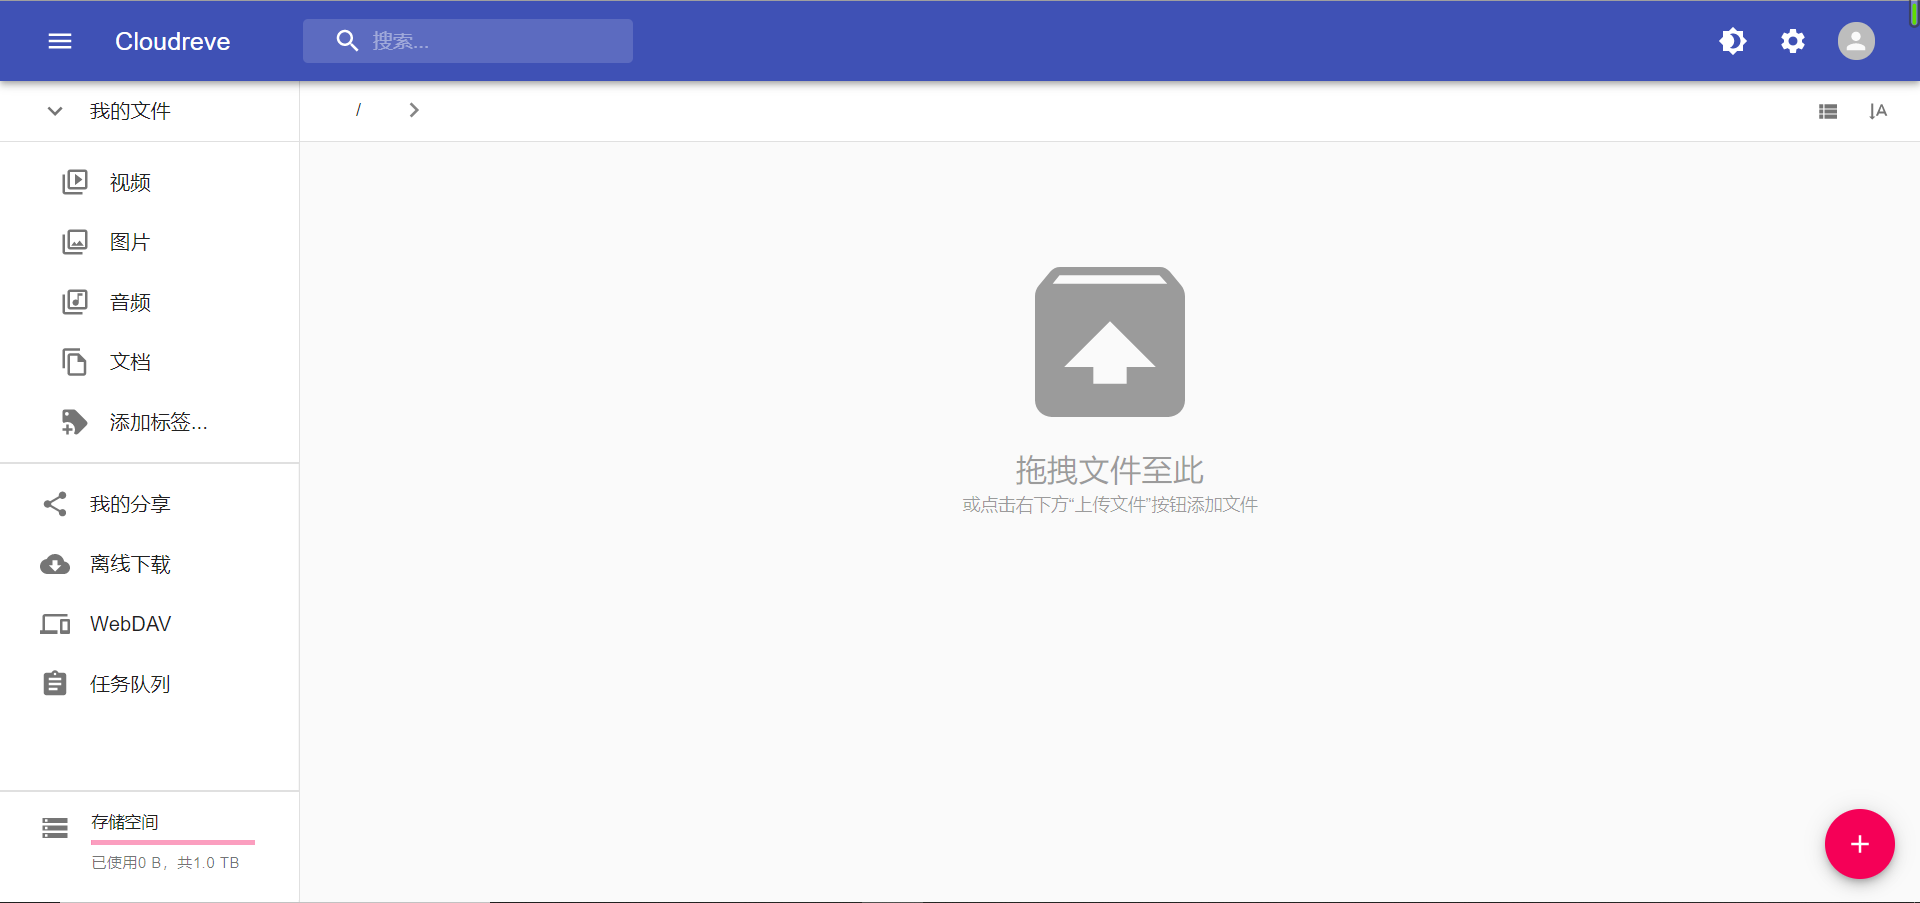 Cloudreve
搜索...
我的文件
/
视频
图片
音频
文档
添加标签...
我的分享
离线下载
WebDAV
任务队列
存储空间
已使用0 B，共1.0 TB
A
拖拽文件至此
或点击右下方“上传文件”按钮添加文件